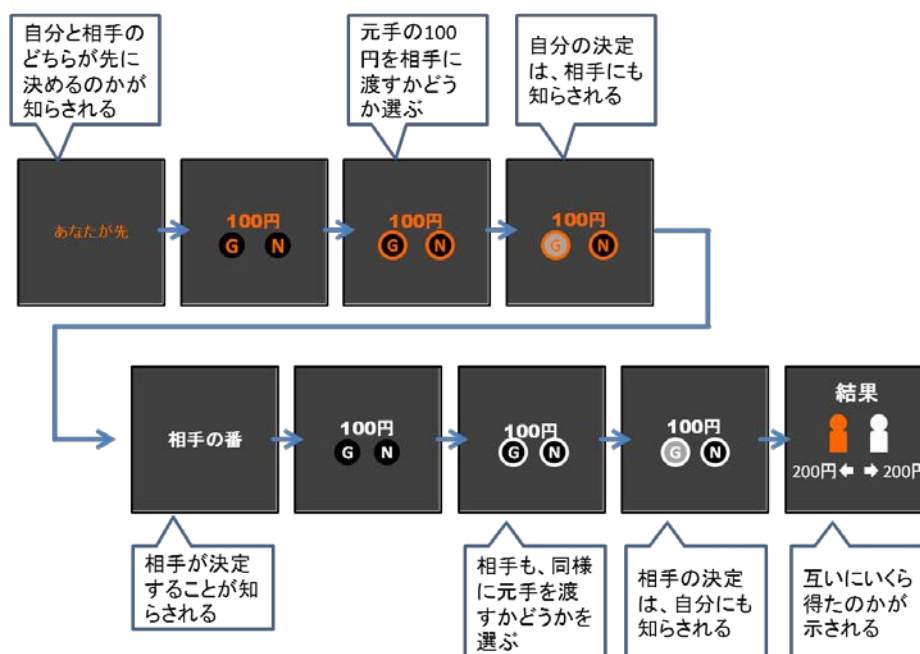 自分と相手の
どちらが先に
決めるのかが
知らされる
元手の100
円を相手に
渡すかどう
か選ぶ
自分の決定
は、相手にも
知らされる
あなたが先
100円
G N
100円
G N
100円
G N
相手の番
100円
G N
100円
G N
100円
G N
結果
200円 200円
相手が決定
することが知
らされる
相手も、同様
に元手を渡
すかどうかを
選ぶ
相手の決定
は、自分にも
知らされる
互いにいくら
得たのかが
示される